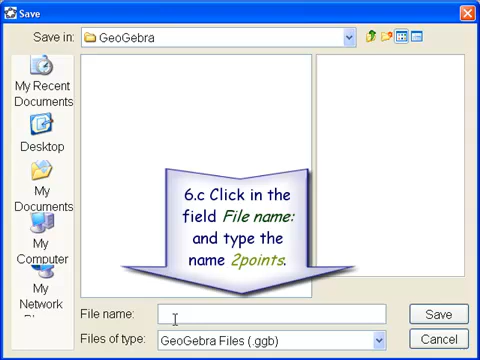 Save
Save in: GeoGebra
My Recent
Documents
Desktop
My
Documents
My
Computer
My
Network
6.c Click in the
field File name:
and type the
name 2points.
File name:
Save
Files of type: GeoGebra Files (.ggb)
Cancel